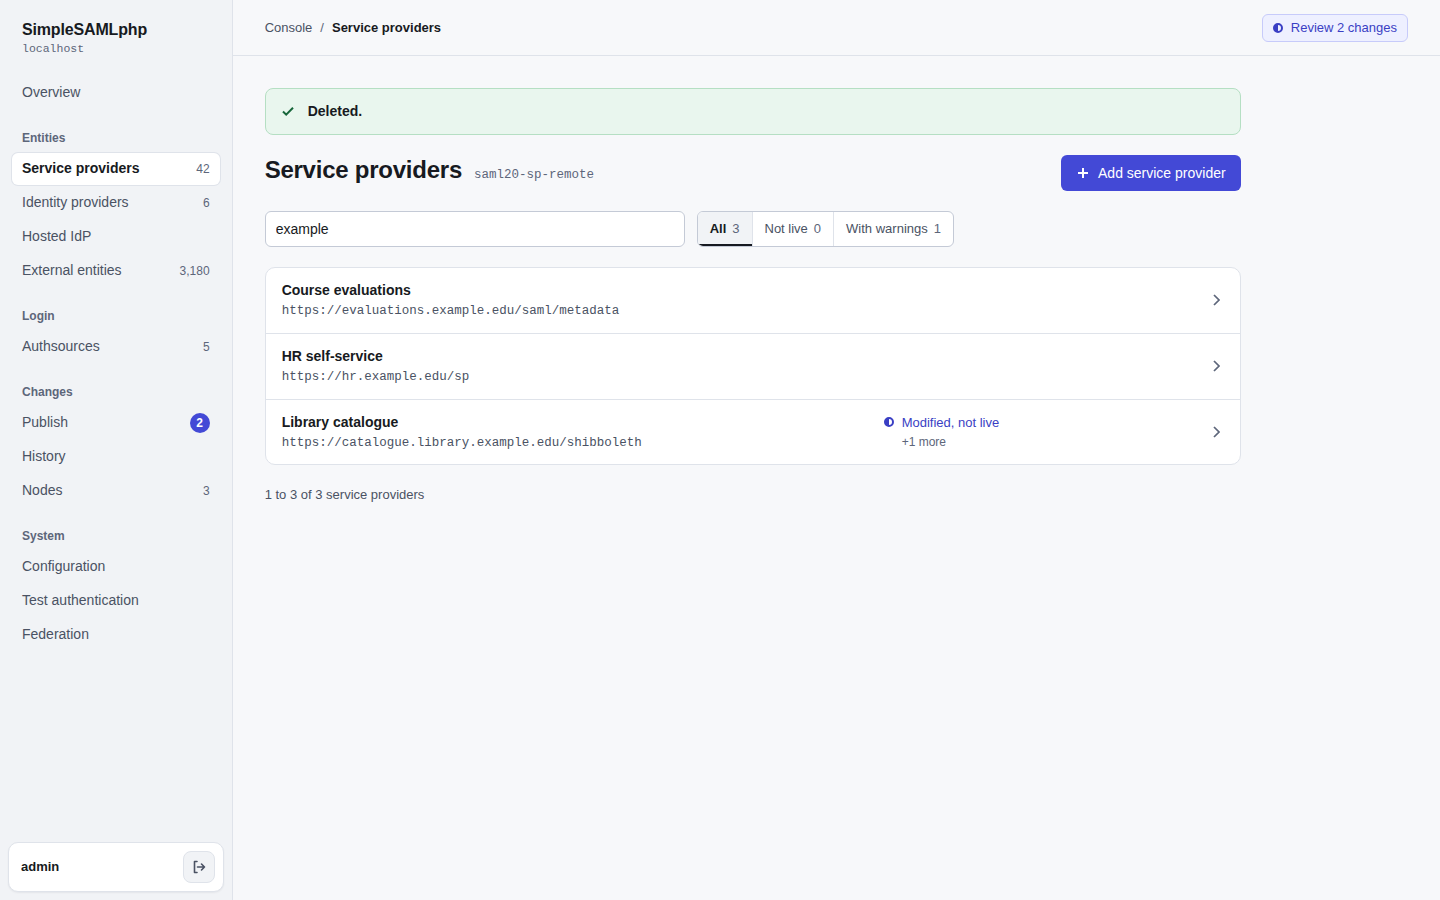 SimpleSAMLphp
localhost
Overview
Entities
Service providers 42
Identity providers 6
Hosted IdP
External entities 3,180
Login
Authsources 5
Changes
Publish 2
History
Nodes 3
System
Configuration
Test authentication
Federation
admin
Console / Service providers
Review 2 changes
Deleted.
Service providers saml20-sp-remote
Add service provider
example
All 3 Not live 0 With warnings 1
Course evaluations
https://evaluations.example.edu/saml/metadata
HR self-service
https://hr.example.edu/sp
Library catalogue
https://catalogue.library.example.edu/shibboleth
Modified, not live
+1 more
1 to 3 of 3 service providers